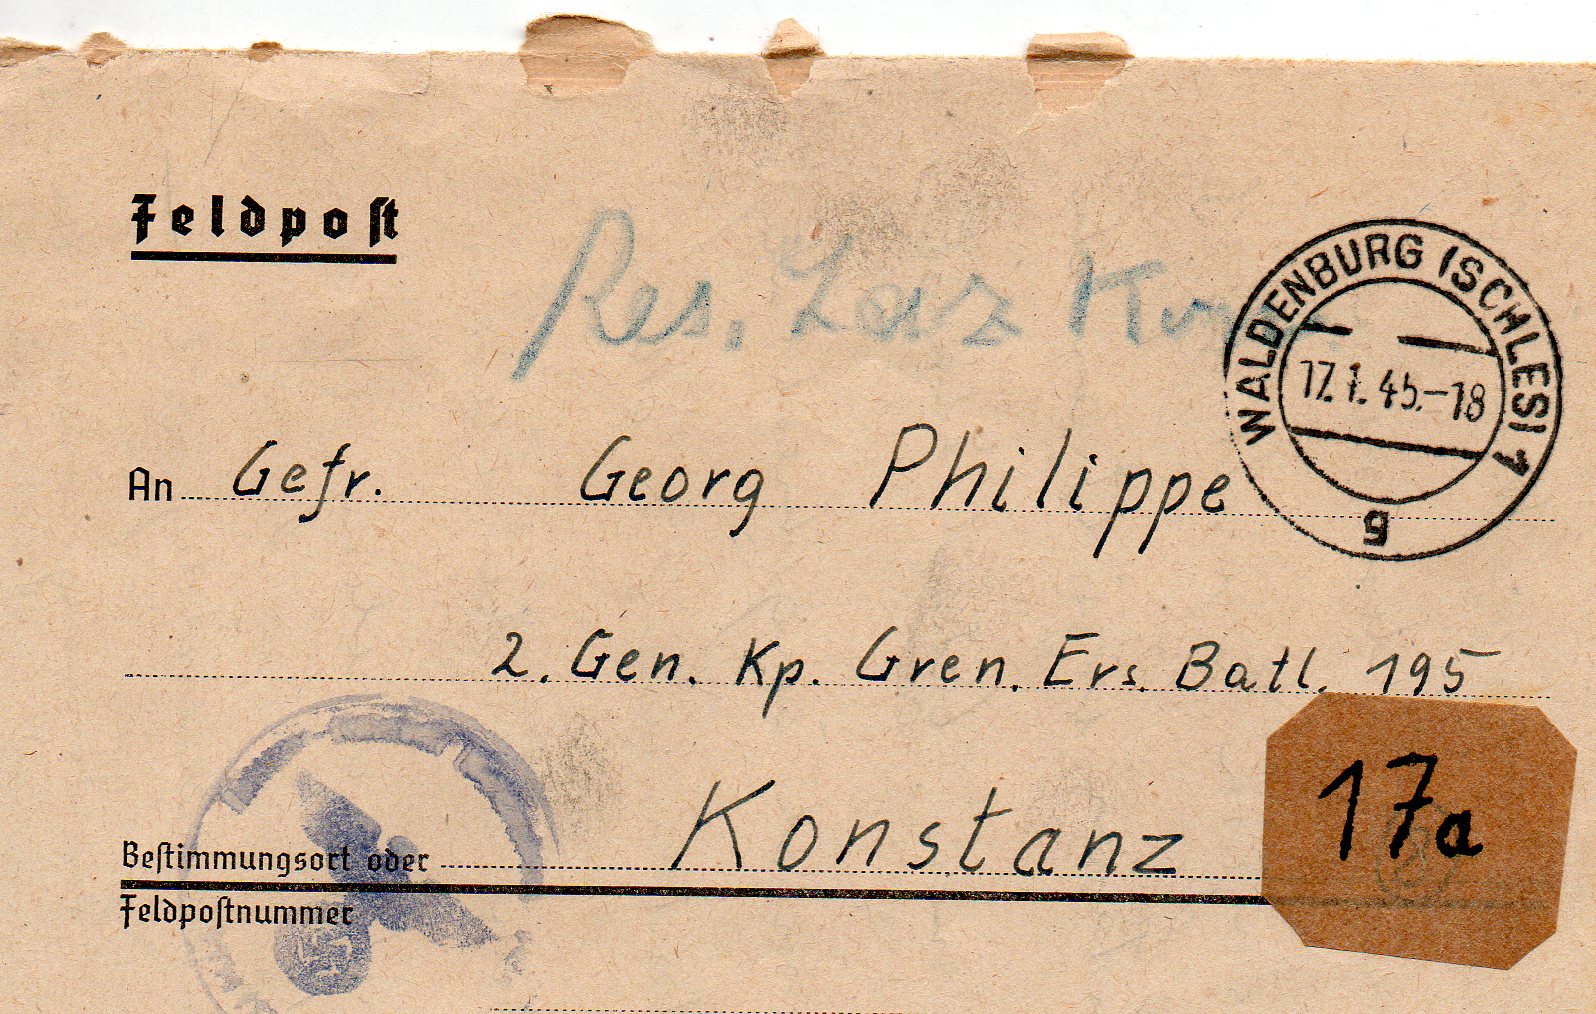 Feldpost
Res. Laz
WALDENBURG (SCHLES) 1
17.1.45.-18
g
An Gefr. Georg Philippe
2. Gen. Kp. Gren. Ers. Batl. 195
17a
Konstanz
Bestimmungsort oder
Feldpostnummer